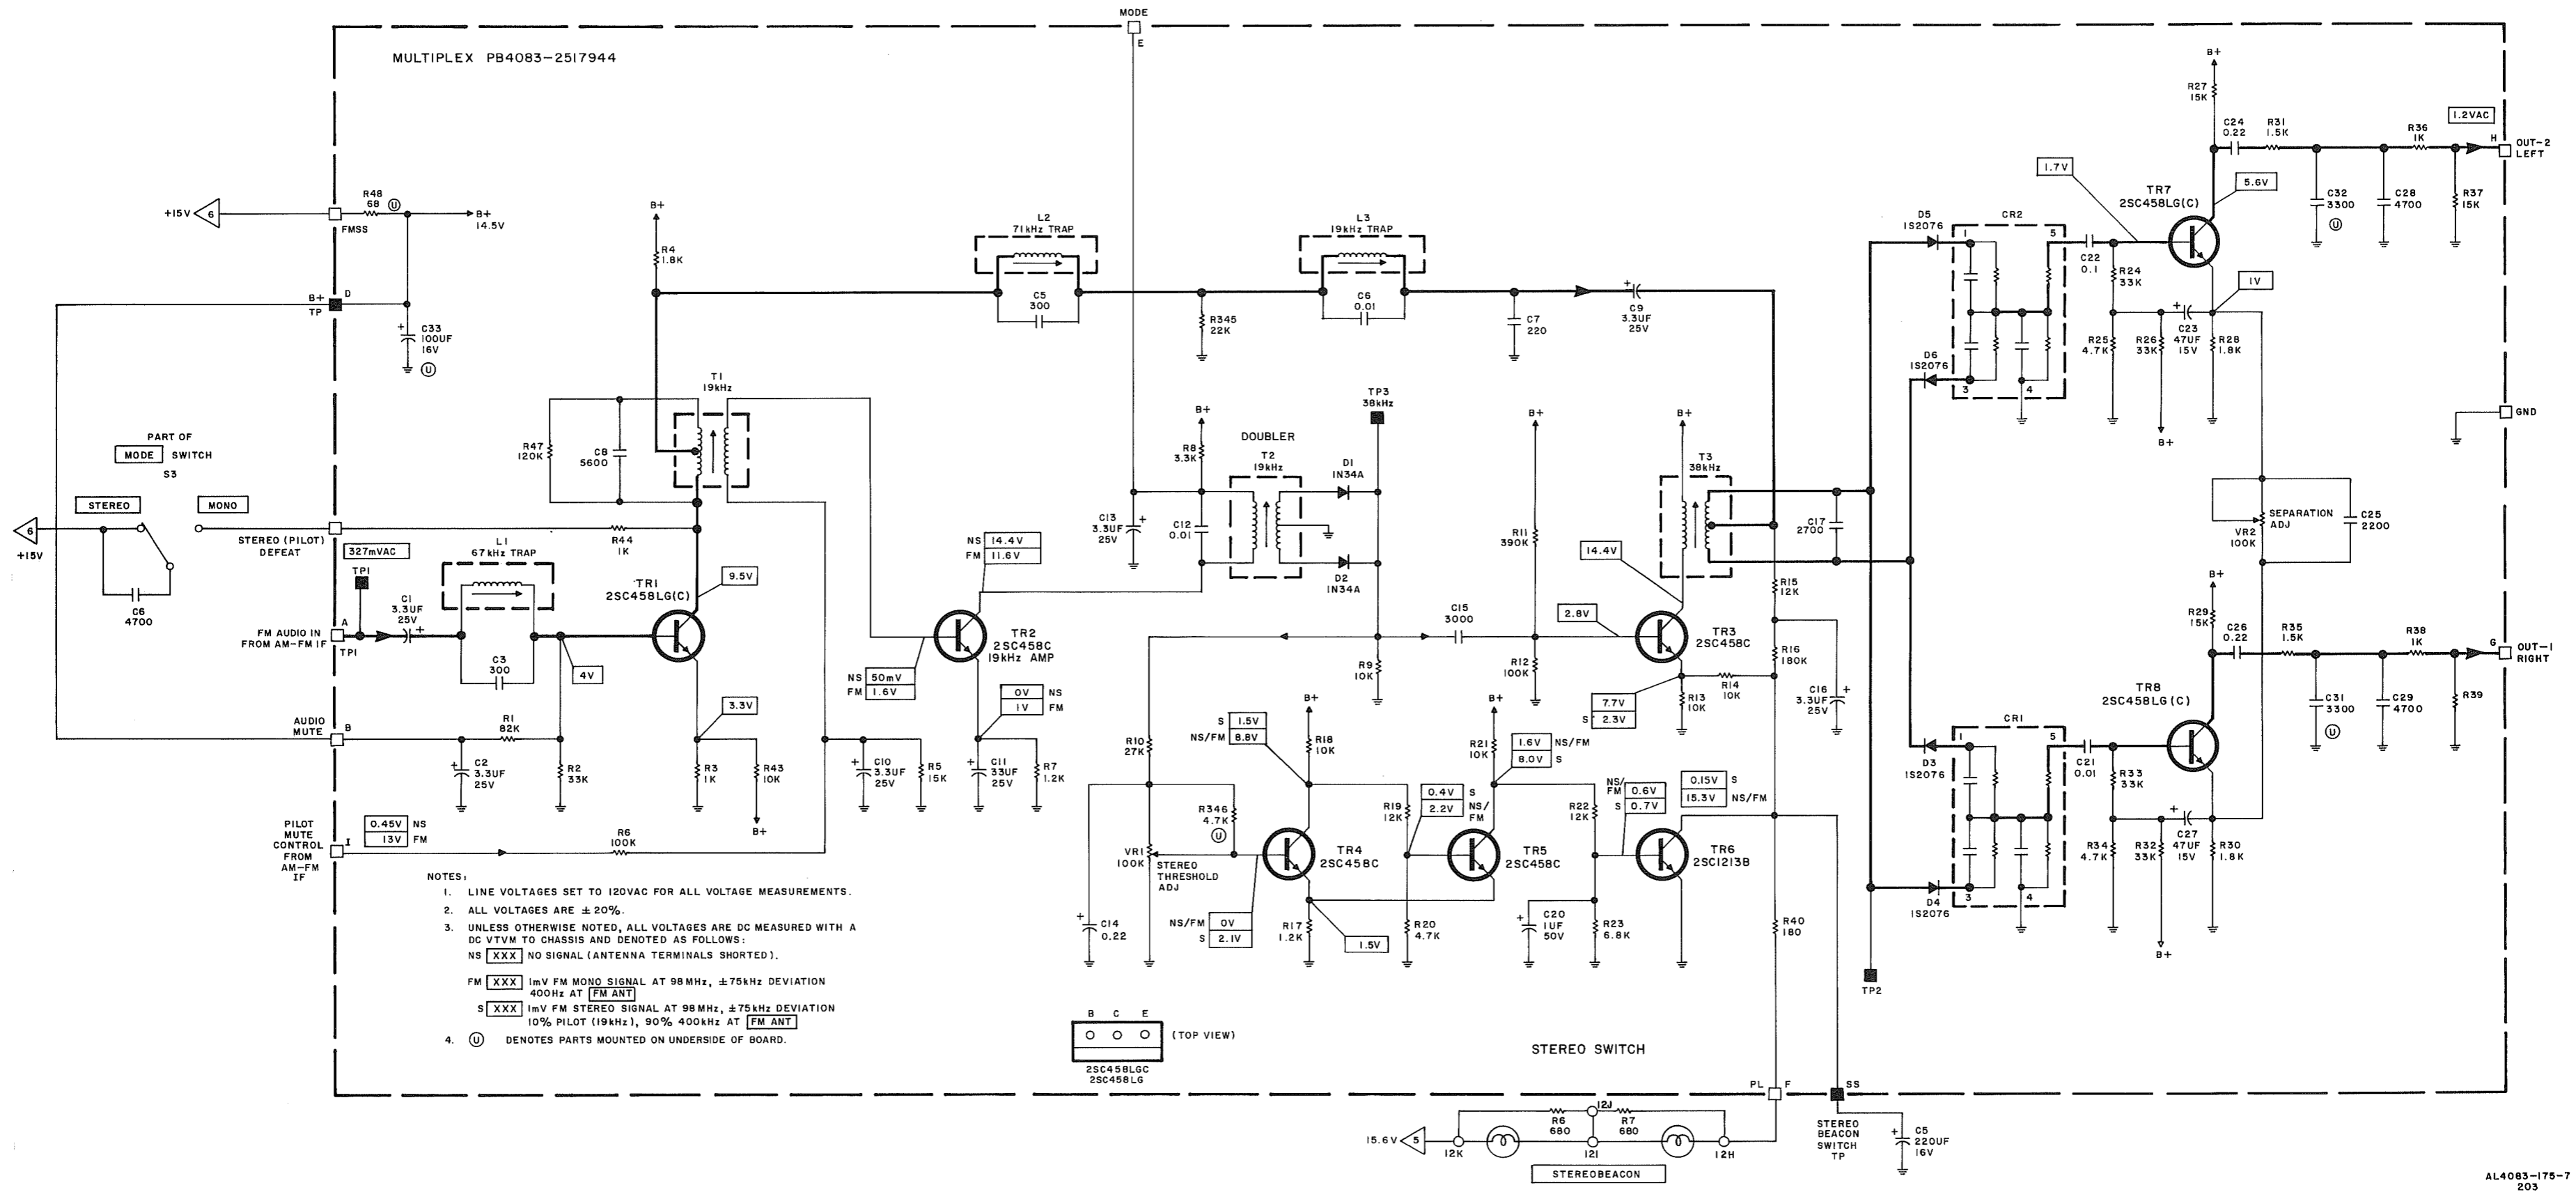 MODE
E
MULTIPLEX PB4083-2517944
+15V
6
R48
68
U
FMSS
B+
14.5V
B+
TP
D
C33
100UF
16V
U
B+
R4
1.8K
L2
71kHz TRAP
C5
300
R345
22K
L3
19kHz TRAP
C6
0.01
C7
220
C9
3.3UF
25V
+
B+
R27
15K
C24
0.22
R31
1.5K
R36
1K
1.2VAC
H
OUT-2
LEFT
C32
3300
U
C28
4700
R37
15K
1.7V
TR7
2SC458LG(C)
5.6V
1V
D5
1S2076
CR2
1
5
3
4
D6
1S2076
C22
0.1
R24
33K
R25
4.7K
R26
33K
C23
47UF
15V
R28
1.8K
B+
GND
PART OF
MODE SWITCH
S3
STEREO
MONO
6
+15V
C6
4700
STEREO (PILOT)
DEFEAT
R44
1K
R47
120K
C8
5600
T1
19kHz
327mVAC
TP1
A
FM AUDIO IN
FROM AM-FM IF
TP1
C1
3.3UF
25V
L1
67kHz TRAP
C3
300
4V
TR1
2SC458LG(C)
9.5V
3.3V
AUDIO
MUTE
B
C2
3.3UF
25V
R1
82K
R2
33K
R3
1K
R43
10K
B+
PILOT
MUTE
CONTROL
FROM
AM-FM
IF
I
0.45V NS
13V FM
R6
100K
C10
3.3UF
25V
R5
15K
C11
33UF
25V
R7
1.2K
NS 50mV
FM 1.6V
TR2
2SC458C
19kHz AMP
0V NS
1V FM
NS 14.4V
FM 11.6V
B+
R8
3.3K
C13
3.3UF
25V
C12
0.01
DOUBLER
T2
19kHz
D1
1N34A
D2
1N34A
TP3
38kHz
R9
10K
C15
3000
B+
R11
390K
R12
100K
14.4V
2.8V
B+
T3
38kHz
TR3
2SC458C
7.7V
S 2.3V
R13
10K
R14
10K
R15
12K
R16
180K
C16
3.3UF
25V
C17
2700
R10
27K
S 1.5V
NS/FM 8.8V
B+
R18
10K
R346
4.7K
U
VR1
100K
STEREO
THRESHOLD
ADJ
C14
0.22
TR4
2SC458C
NS/FM 0V
S 2.1V
R17
1.2K
1.5V
R19
12K
R20
4.7K
0.4V S
2.2V NS/
FM
B+
R21
10K
1.6V NS/FM
8.0V S
TR5
2SC458C
R22
12K
C20
1UF
50V
R23
6.8K
NS/
FM 0.6V
S 0.7V
0.15V S
15.3V NS/FM
TR6
2SC1213B
R40
180
TP2
SEPARATION
ADJ
VR2
100K
C25
2200
B+
R29
15K
C26
0.22
R35
1.5K
R38
1K
G
OUT-1
RIGHT
C31
3300
U
C29
4700
R39
TR8
2SC458LG(C)
CR1
1
5
3
4
D3
1S2076
D4
1S2076
C21
0.01
R33
33K
R34
4.7K
R32
33K
C27
47UF
15V
R30
1.8K
B+
NOTES:
1. LINE VOLTAGES SET TO 120VAC FOR ALL VOLTAGE MEASUREMENTS.
2. ALL VOLTAGES ARE ±20%.
3. UNLESS OTHERWISE NOTED, ALL VOLTAGES ARE DC MEASURED WITH A
DC VTVM TO CHASSIS AND DENOTED AS FOLLOWS:
NS XXX NO SIGNAL (ANTENNA TERMINALS SHORTED).
FM XXX 1mV FM MONO SIGNAL AT 98MHz, ±75kHz DEVIATION
400Hz AT FM ANT
S XXX 1mV FM STEREO SIGNAL AT 98MHz, ±75kHz DEVIATION
10% PILOT (19kHz), 90% 400kHz AT FM ANT
4. U DENOTES PARTS MOUNTED ON UNDERSIDE OF BOARD.
B C E
(TOP VIEW)
2SC458LGC
2SC458LG
STEREO SWITCH
PL
F
SS
15.6V
5
12K
R6
680
12J
R7
680
12I
12H
STEREOBEACON
STEREO
BEACON
SWITCH
TP
C5
220UF
16V
AL4083-175-7
203